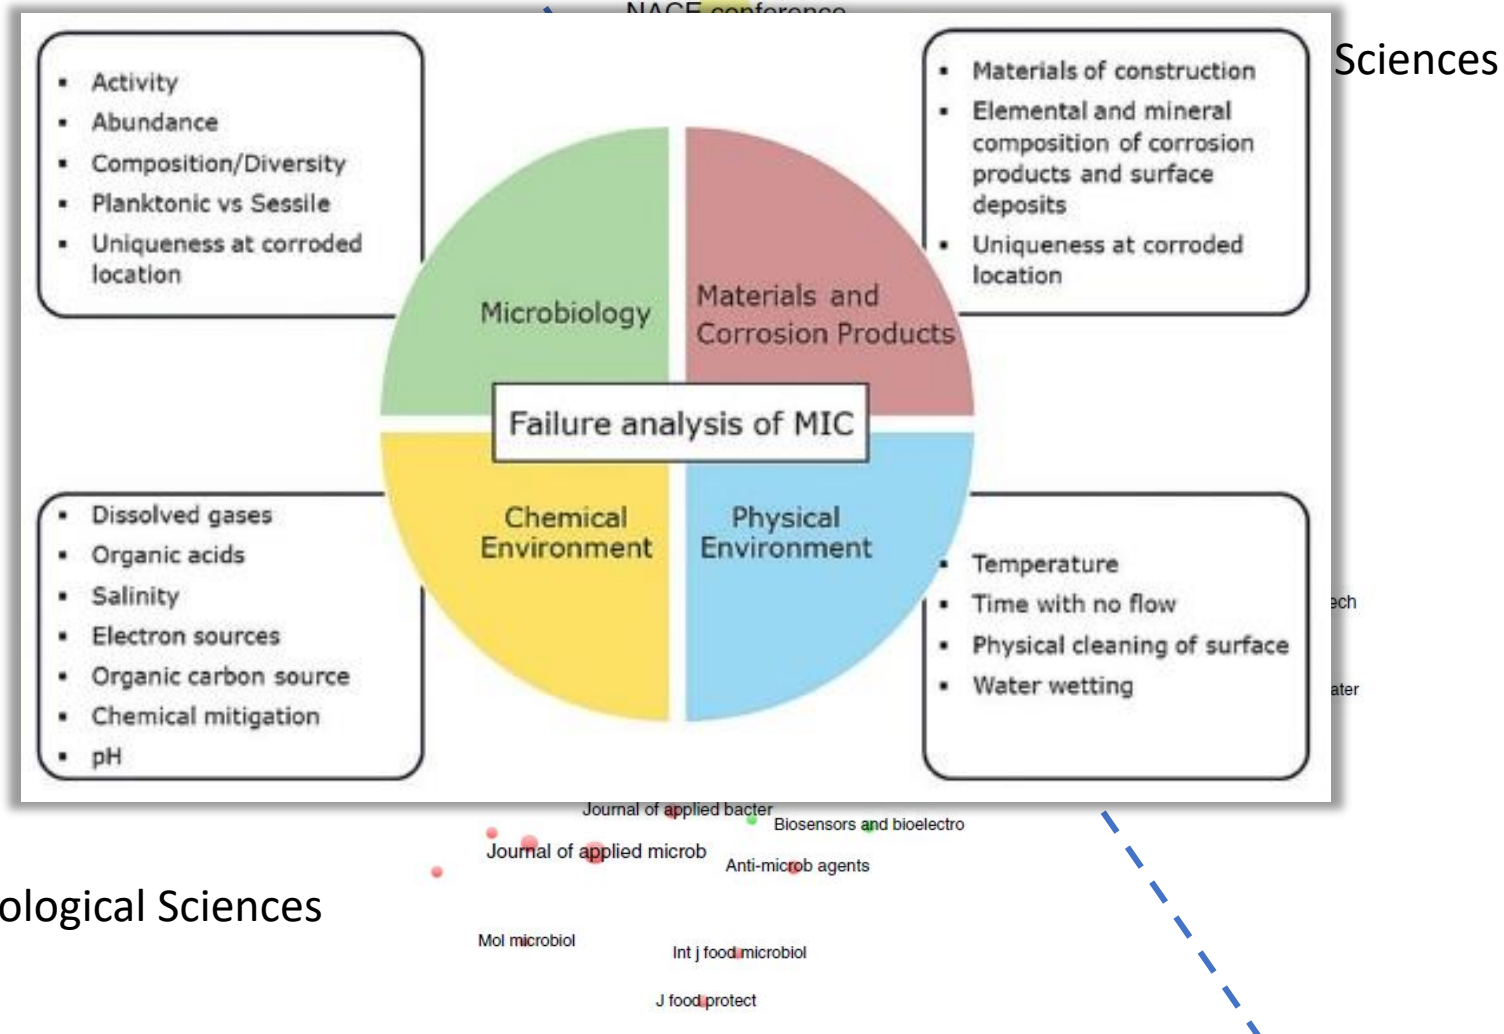 NACE conference
Sciences
▪ Activity
▪ Abundance
▪ Composition/Diversity
▪ Planktonic vs Sessile
▪ Uniqueness at corroded
location
▪ Materials of construction
▪ Elemental and mineral
composition of corrosion
products and surface
deposits
▪ Uniqueness at corroded
location
Microbiology
Materials and
Corrosion Products
Failure analysis of MIC
Chemical
Environment
Physical
Environment
▪ Dissolved gases
▪ Organic acids
▪ Salinity
▪ Electron sources
▪ Organic carbon source
▪ Chemical mitigation
▪ pH
▪ Temperature
▪ Time with no flow
▪ Physical cleaning of surface
▪ Water wetting
ech
ater
Journal of applied bacter
Biosensors and bioelectro
Journal of applied microb
Anti-microb agents
ological Sciences
Mol microbiol
Int j food microbiol
J food protect